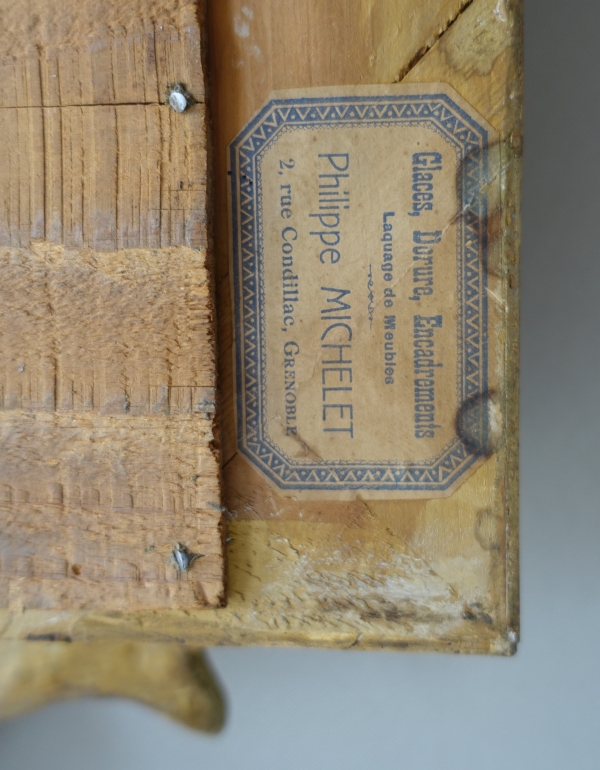 Glaces, Dorure, Encadrements
Laquage de Meubles
Philippe MICHELET
2, rue Condillac, GRENOBLE